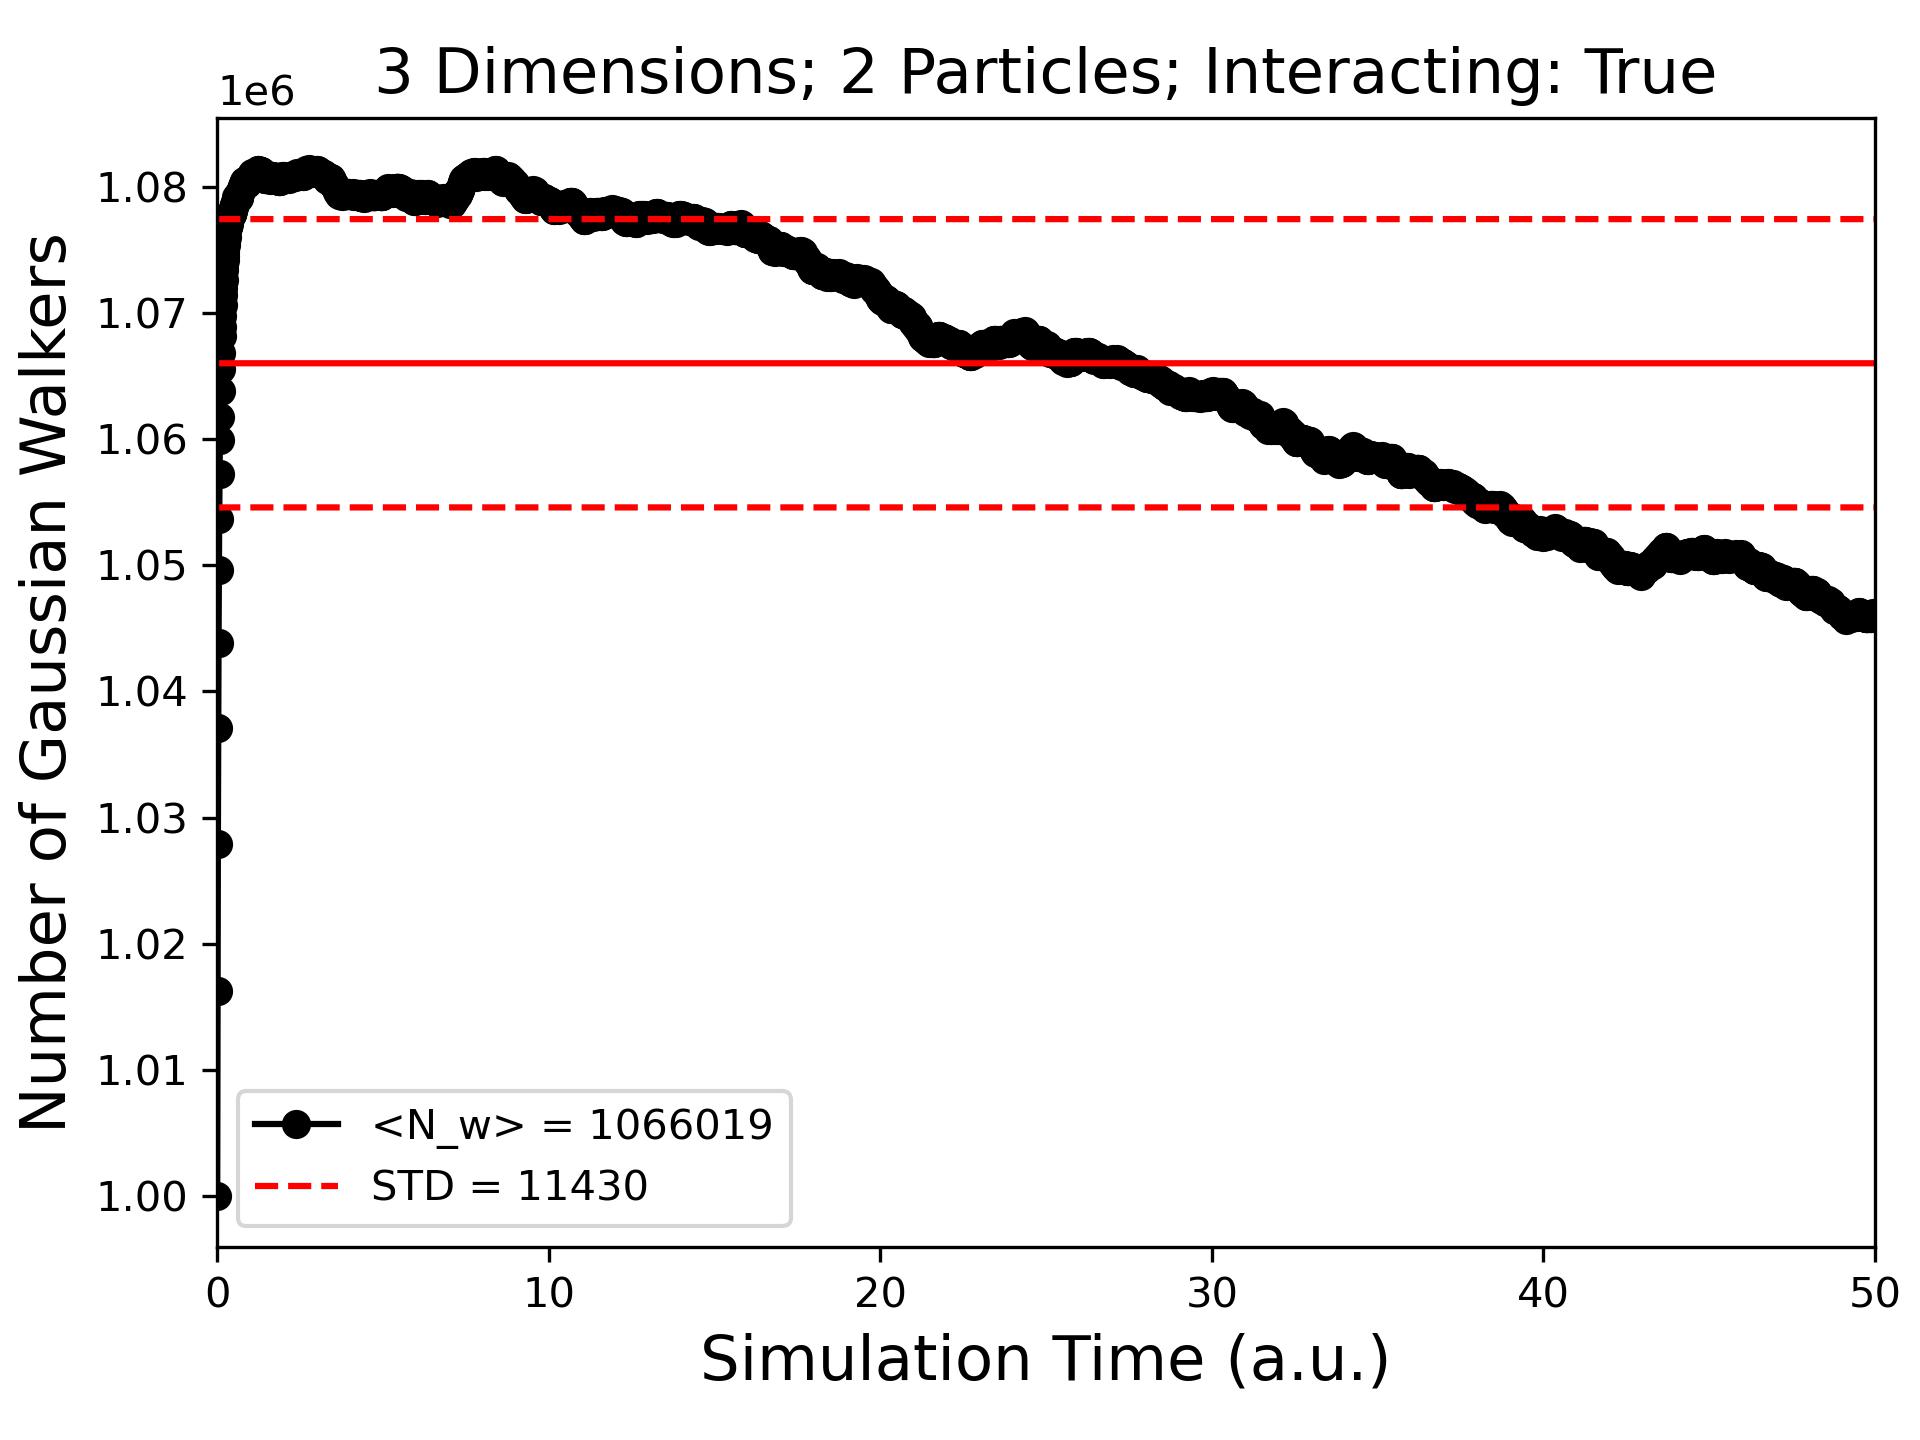 3 Dimensions; 2 Particles; Interacting: True
1e6
1.08
1.07
1.06
1.05
1.04
1.03
1.02
1.01
1.00
Number of Gaussian Walkers
<N_w> = 1066019
STD = 11430
0 10 20 30 40 50
Simulation Time (a.u.)